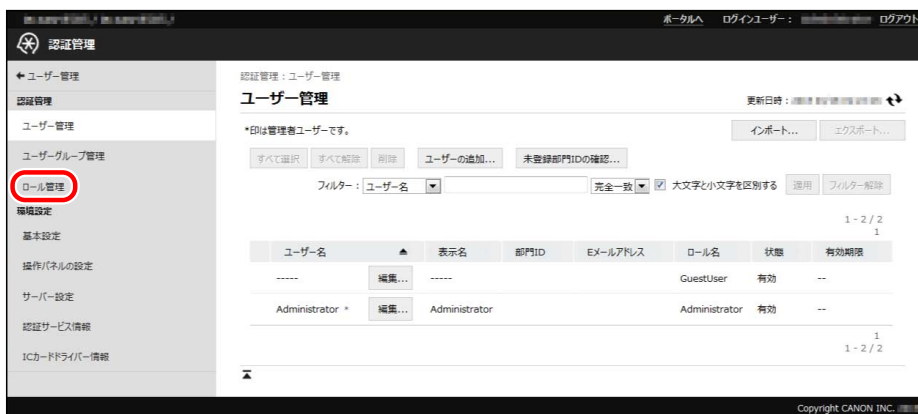 ポータルへ ログインユーザー： ログアウト
認証管理
ユーザー管理
認証管理
ユーザー管理
ユーザーグループ管理
ロール管理
環境設定
基本設定
操作パネルの設定
サーバー設定
認証サービス情報
ICカードドライバー情報
認証管理：ユーザー管理
ユーザー管理
更新日時：
*印は管理者ユーザーです。
インポート... エクスポート...
すべて選択 すべて解除 削除 ユーザーの追加... 未登録部門IDの確認...
フィルター： ユーザー名 完全一致 大文字と小文字を区別する 適用 フィルター解除
1 - 2 / 2
1
ユーザー名 ▲ 表示名 部門ID Eメールアドレス ロール名 状態 有効期限
----- 編集... ----- GuestUser 有効 --
Administrator * 編集... Administrator Administrator 有効 --
1
1 - 2 / 2
Copyright CANON INC.